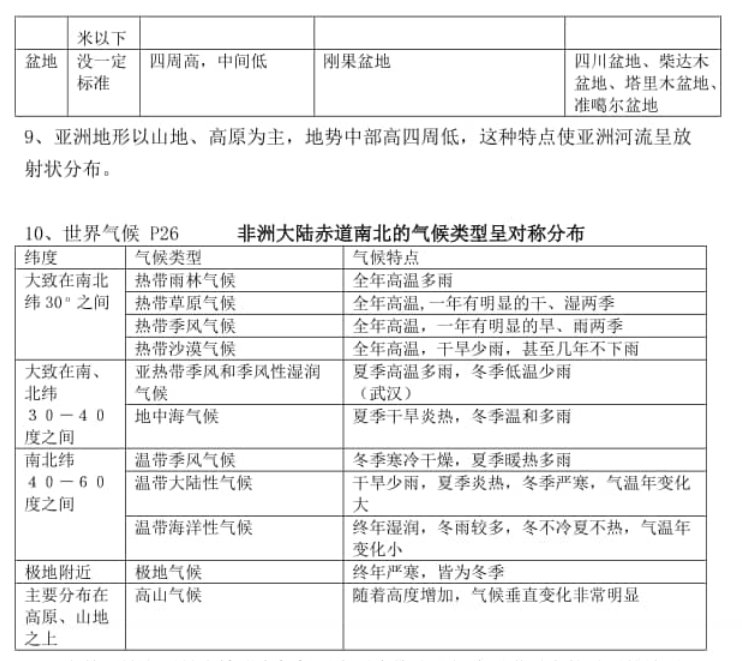 米以下
盆地 没一定 四周高，中间低 刚果盆地 四川盆地、柴达木
标准 盆地、塔里木盆地、
准噶尔盆地
9、亚洲地形以山地、高原为主，地势中部高四周低，这种特点使亚洲河流呈放
射状分布。
10、世界气候 P26 非洲大陆赤道南北的气候类型呈对称分布
纬度 气候类型 气候特点
大致在南北 热带雨林气候 全年高温多雨
纬 30°之间 热带草原气候 全年高温,一年有明显的干、湿两季
热带季风气候 全年高温，一年有明显的旱、雨两季
热带沙漠气候 全年高温，干旱少雨，甚至几年不下雨
大致在南、 亚热带季风和季风性湿润 夏季高温多雨，冬季低温少雨
北纬 气候 （武汉）
３０－４０ 地中海气候 夏季干旱炎热，冬季温和多雨
度之间
南北纬 温带季风气候 冬季寒冷干燥，夏季暖热多雨
４０－６０ 温带大陆性气候 干旱少雨，夏季炎热，冬季严寒，气温年变化
度之间 大
温带海洋性气候 终年湿润，冬雨较多，冬不冷夏不热，气温年
变化小
极地附近 极地气候 终年严寒，皆为冬季
主要分布在 高山气候 随着高度增加，气候垂直变化非常明显
高原、山地
之上